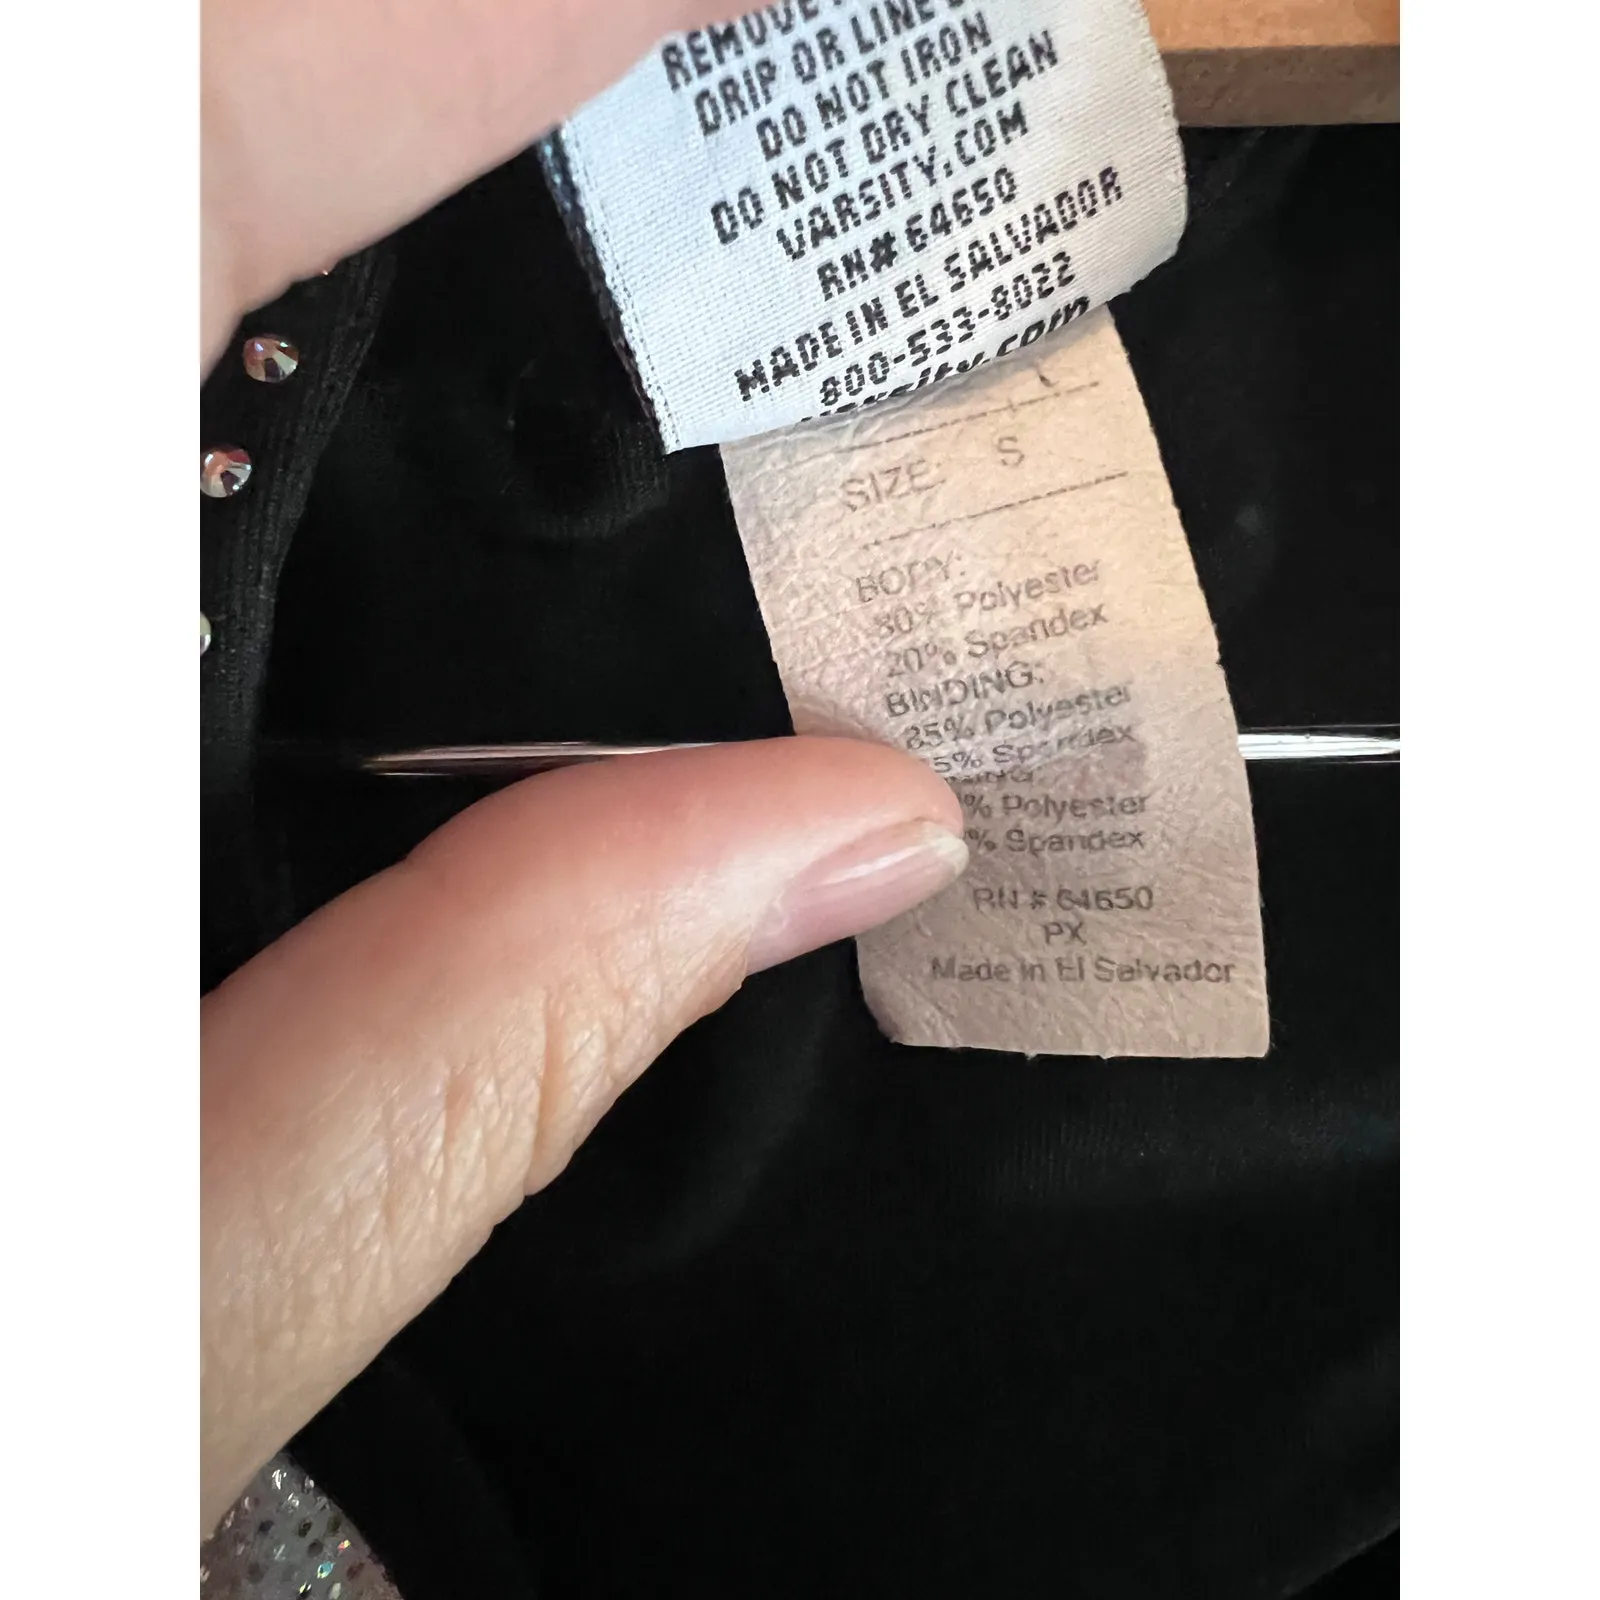 REMOVE
DRIP OR LINE
DO NOT IRON
DO NOT DRY CLEAN
VARSITY.COM
RN# 64650
MADE IN EL SALVADOR
800-533-8022
SIZE: S
BODY:
80% Polyester
20% Spandex
BINDING:
85% Polyester
5% Spandex
% Polyester
% Spandex
RN # 64650
PX
Made in El Salvador